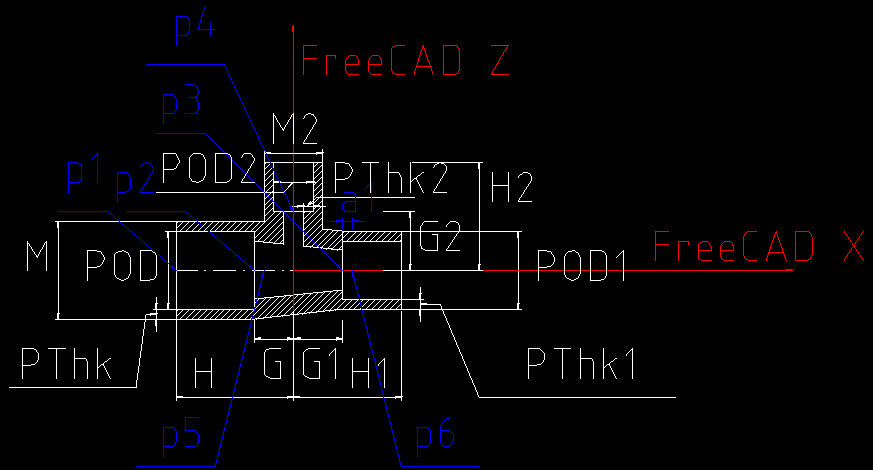 p4
FreeCAD Z
p3
M2
p1
p2
POD2
PThk2
a1
H2
G2
FreeCAD X
M
POD
POD1
PThk
H
G
G1
H1
PThk1
p5
p6